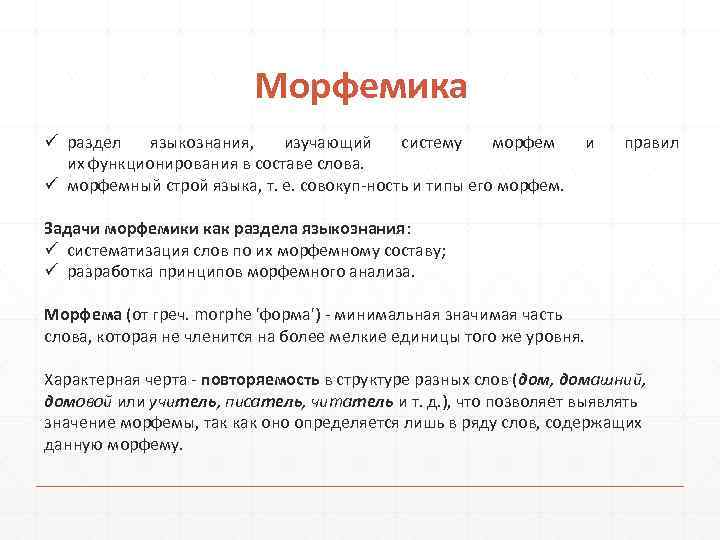 Морфемика
✓ раздел языкознания, изучающий систему морфем и правил
их функционирования в составе слова.
✓ морфемный строй языка, т. е. совокуп-ность и типы его морфем.
Задачи морфемики как раздела языкознания:
✓ систематизация слов по их морфемному составу;
✓ разработка принципов морфемного анализа.
Морфема (от греч. morphe 'форма') - минимальная значимая часть
слова, которая не членится на более мелкие единицы того же уровня.
Характерная черта - повторяемость в структуре разных слов (дом, домашний,
домовой или учитель, писатель, читатель и т. д. ), что позволяет выявлять
значение морфемы, так как оно определяется лишь в ряду слов, содержащих
данную морфему.